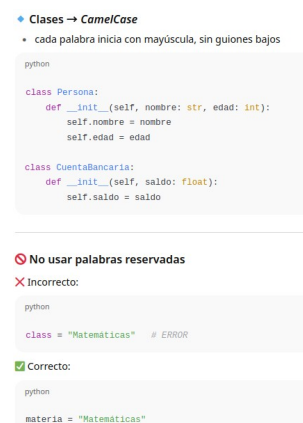 Clases → CamelCase
• cada palabra inicia con mayúscula, sin guiones bajos
python
class Persona:
    def __init__(self, nombre: str, edad: int):
        self.nombre = nombre
        self.edad = edad
class CuentaBancaria:
    def __init__(self, saldo: float):
        self.saldo = saldo
🚫 No usar palabras reservadas
❌ Incorrecto:
python
class = "Matemáticas"   # ERROR
✅ Correcto:
python
materia = "Matemáticas"